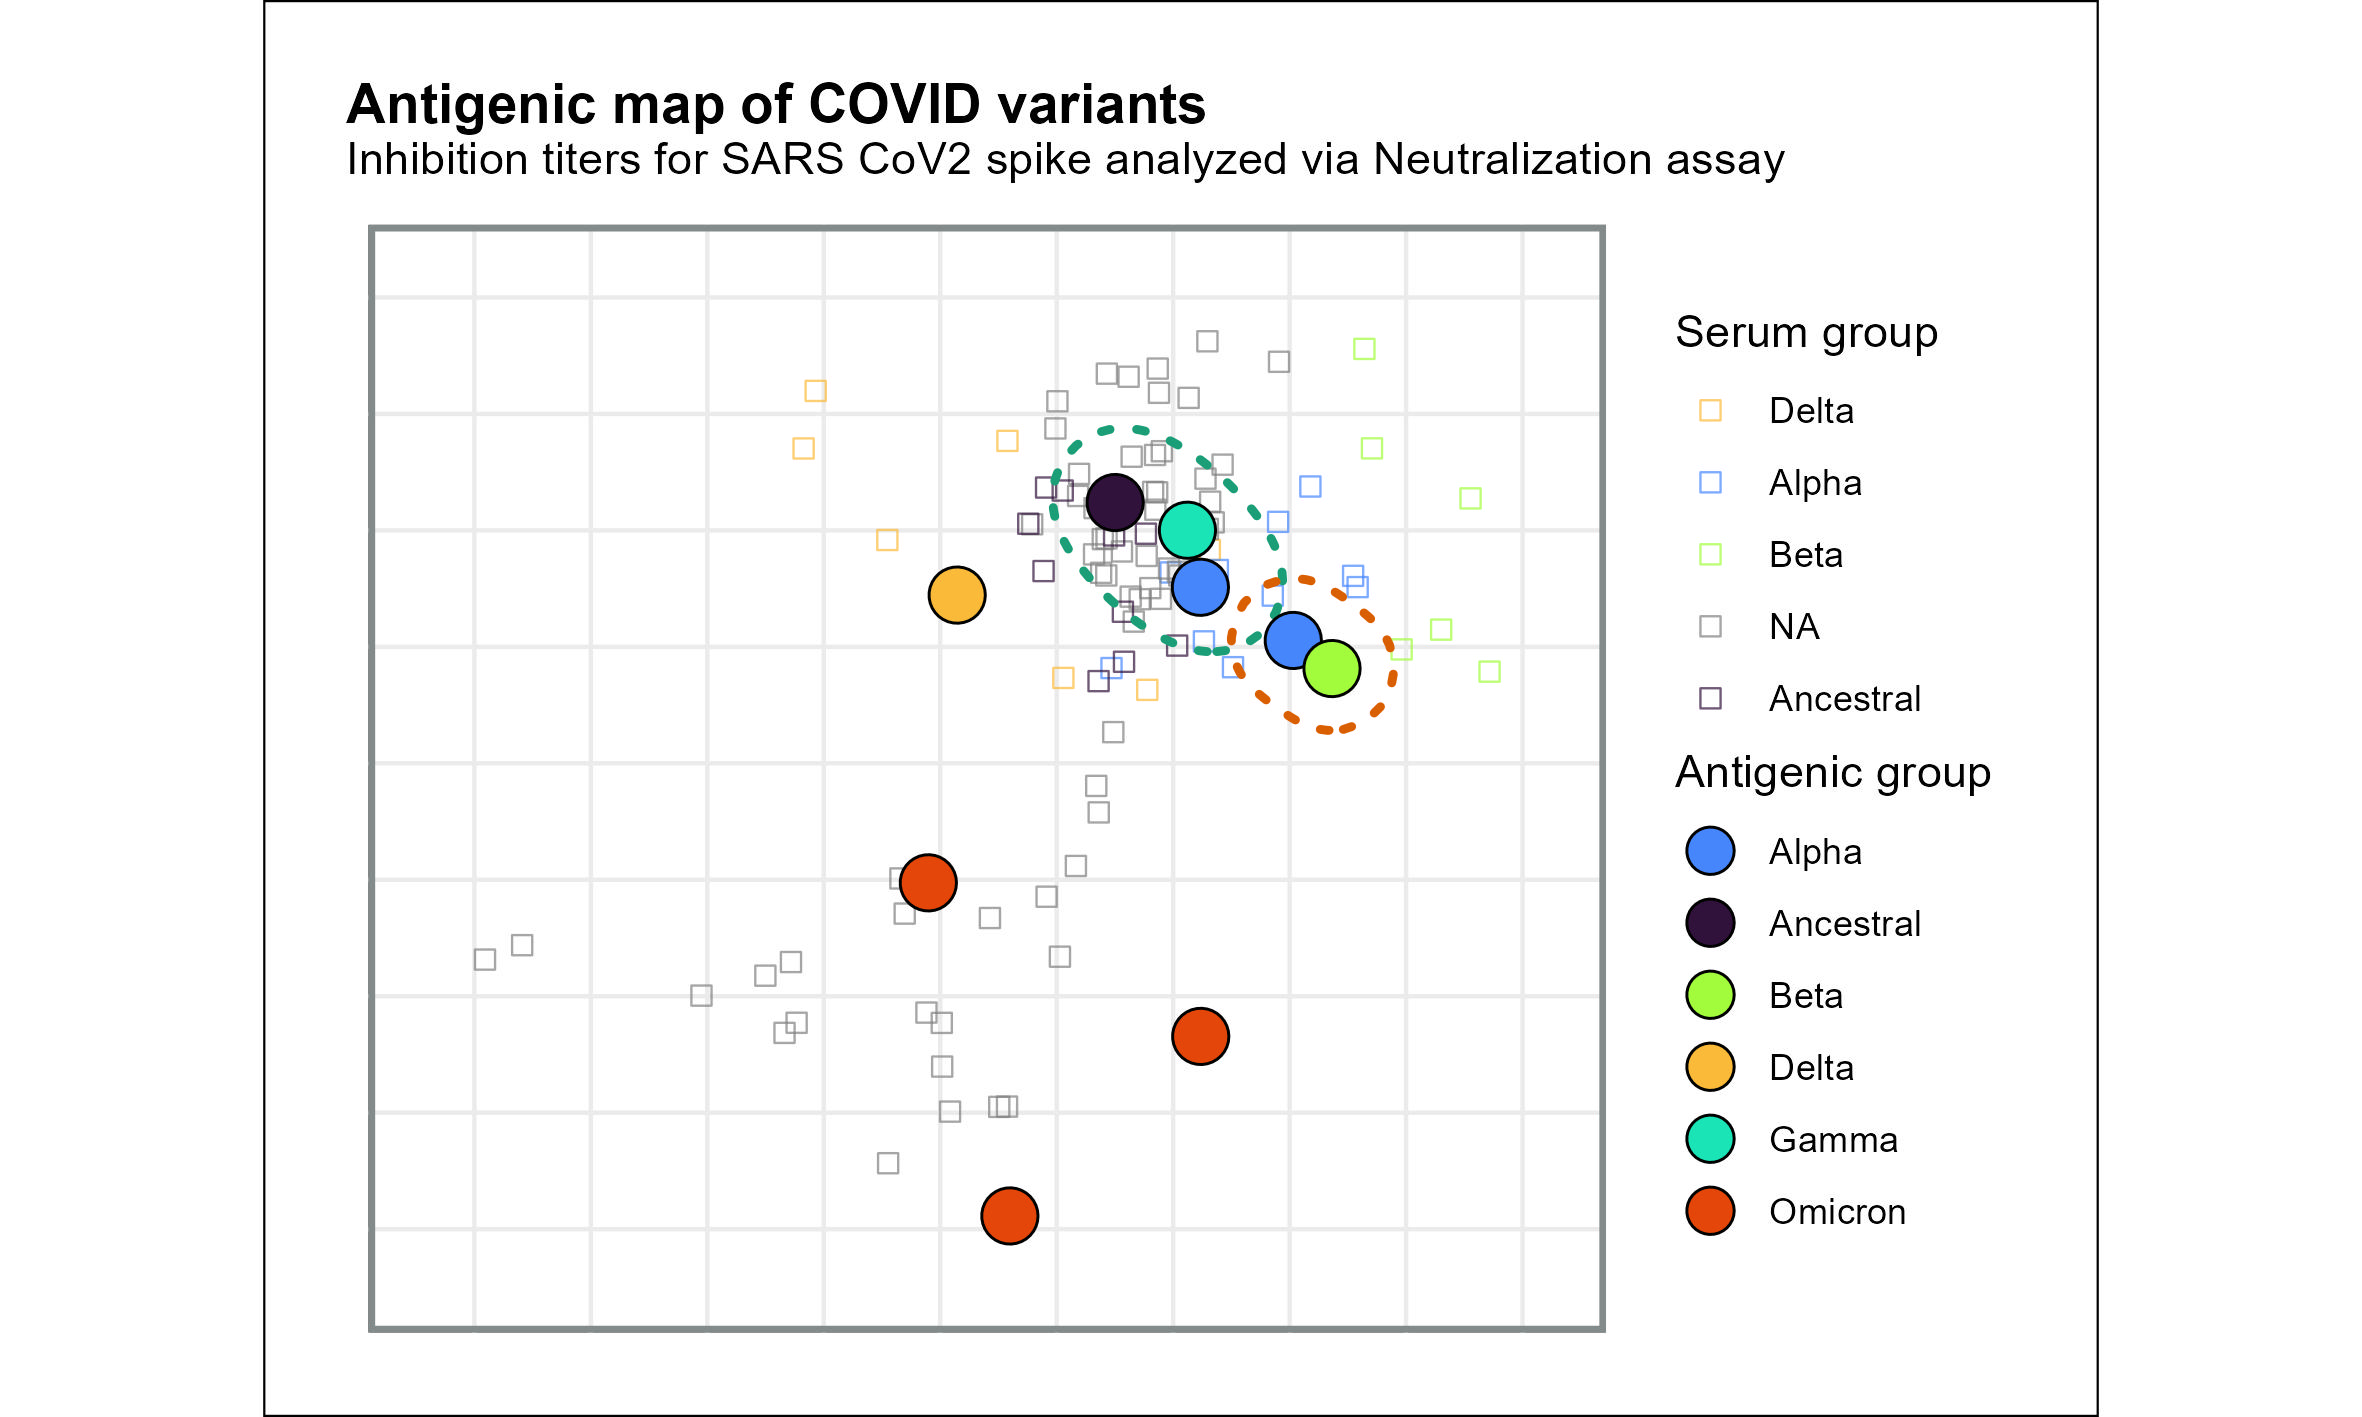 Antigenic map of COVID variants
Inhibition titers for SARS CoV2 spike analyzed via Neutralization assay
Serum group
Delta
Alpha
Beta
NA
Ancestral
Antigenic group
Alpha
Ancestral
Beta
Delta
Gamma
Omicron